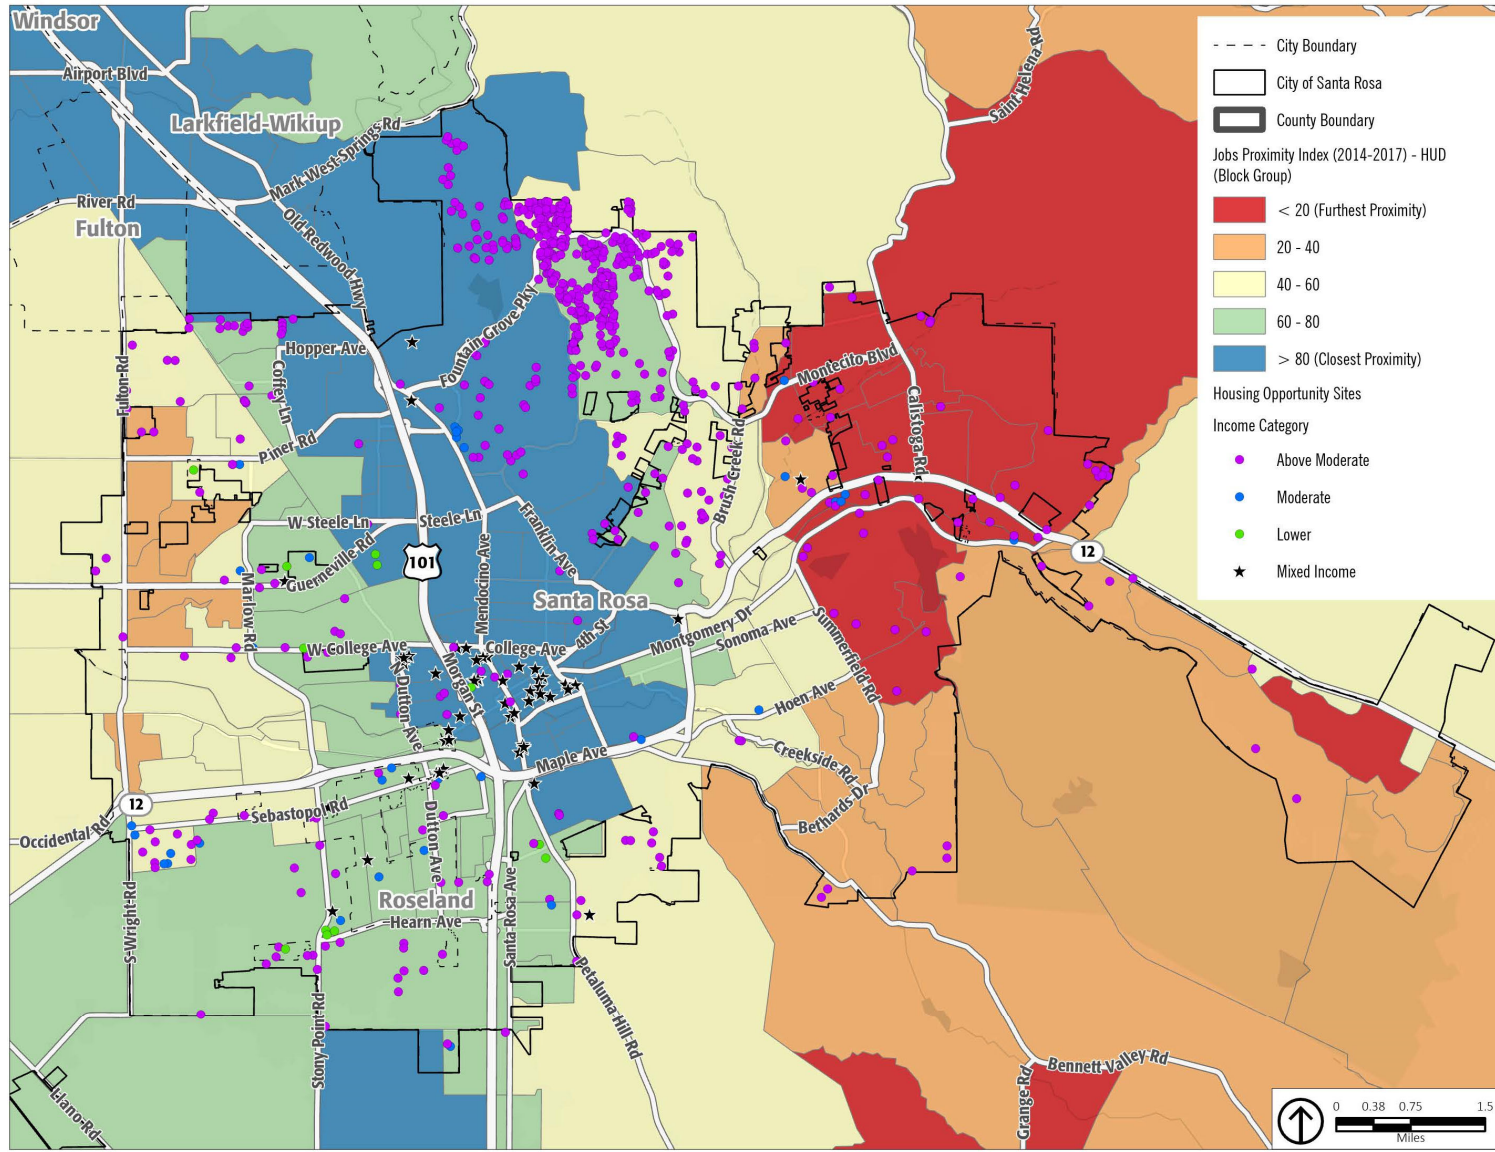 Windsor
Airport Blvd
Larkfield-Wikiup
Mark West Springs Rd
River Rd
Fulton
Old Redwood Hwy
Saint Helena Rd
Hopper Ave
Fountain Grove Pky
Coffey Ln
Fulton Rd
Piner Rd
Montecito Blvd
Calistoga Rd
Brush Creek Rd
W Steele Ln
Steele Ln
Franklin Ave
Guerneville Rd
101
Mendocino Ave
Marlow Rd
12
Santa Rosa
W College Ave
College Ave
4th St
Montgomery Dr
Sonoma Ave
Summerfield Rd
N Dutton Ave
Morgan St
Hoen Ave
Maple Ave
Creekside Rd
Bethards Dr
12
Sebastopol Rd
Occidental Rd
Dutton Ave
S Wright Rd
Roseland
Hearn Ave
Santa Rosa Ave
Stony Point Rd
Petaluma Hill Rd
Llano Rd
Bennett Valley Rd
Grange Rd
City Boundary
City of Santa Rosa
County Boundary
Jobs Proximity Index (2014-2017) - HUD
(Block Group)
< 20 (Furthest Proximity)
20 - 40
40 - 60
60 - 80
> 80 (Closest Proximity)
Housing Opportunity Sites
Income Category
Above Moderate
Moderate
Lower
Mixed Income
0 0.38 0.75 1.5
Miles